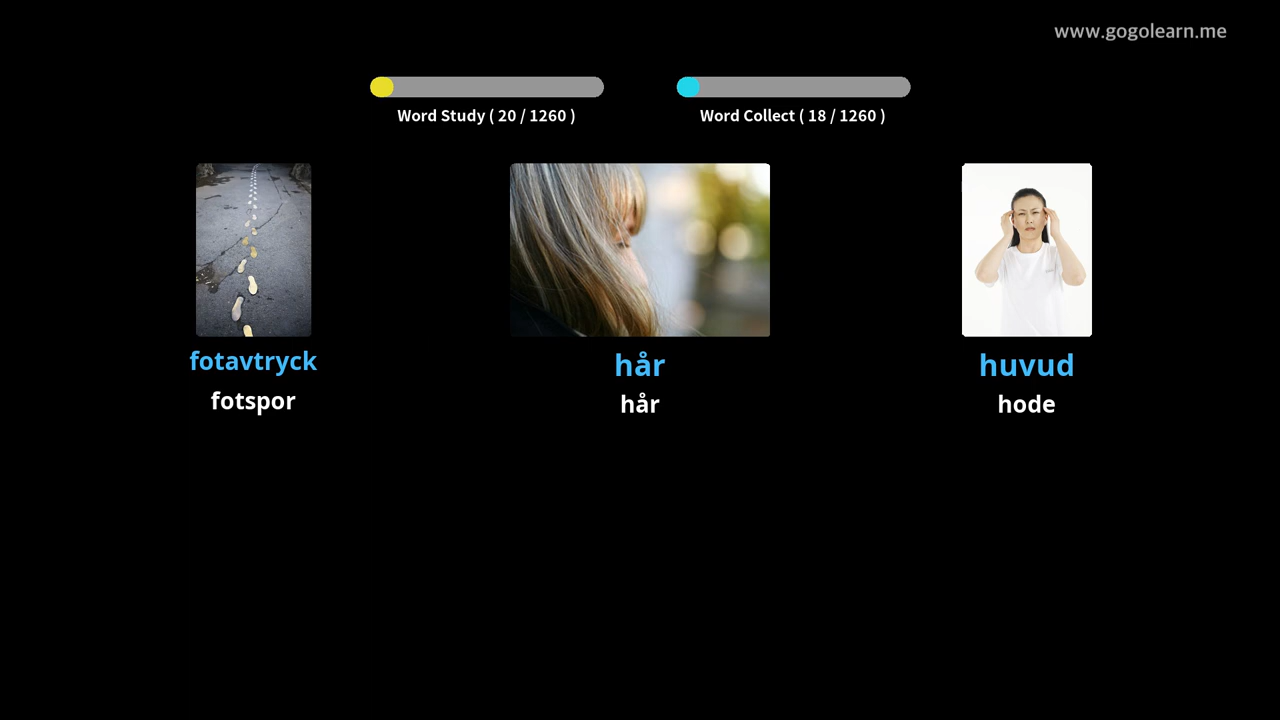 www.gogolearn.me
Word Study ( 20 / 1260 )
Word Collect ( 18 / 1260 )
fotavtryck
fotspor
hår
hår
huvud
hode